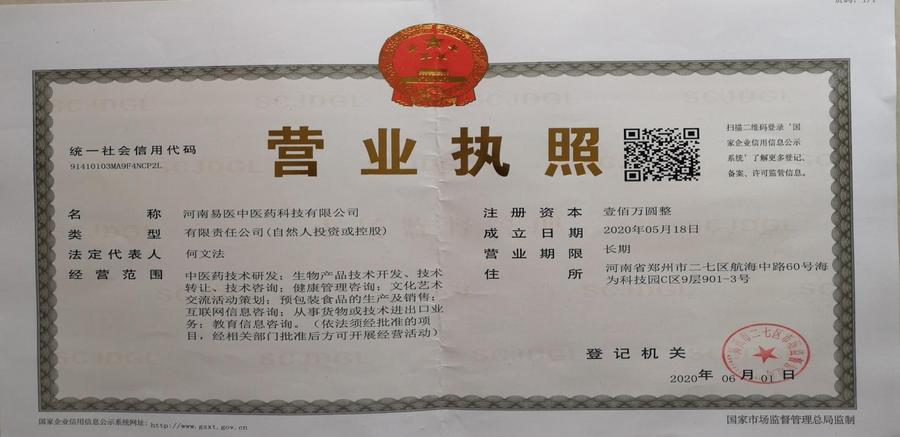 页码：1/1
营业执照
统一社会信用代码
91410103MA9F4NCP2L
扫描二维码登录‘国
家企业信用信息公示
系统’了解更多登记、
备案、许可监管信息。
名称 河南易医中医药科技有限公司
类型 有限责任公司(自然人投资或控股)
法定代表人 何文法
经营范围 中医药技术研发；生物产品技术开发、技术
转让、技术咨询；健康管理咨询；文化艺术
交流活动策划；预包装食品的生产及销售；
互联网信息咨询；从事货物或技术进出口业
务；教育信息咨询。（依法须经批准的项
目，经相关部门批准后方可开展经营活动）
注册资本 壹佰万圆整
成立日期 2020年05月18日
营业期限 长期
住所 河南省郑州市二七区航海中路60号海
为科技园C区9层901-3号
登记机关
2020年 06月 01日
国家企业信用信息公示系统网址：http://www.gsxt.gov.cn
国家市场监督管理总局监制